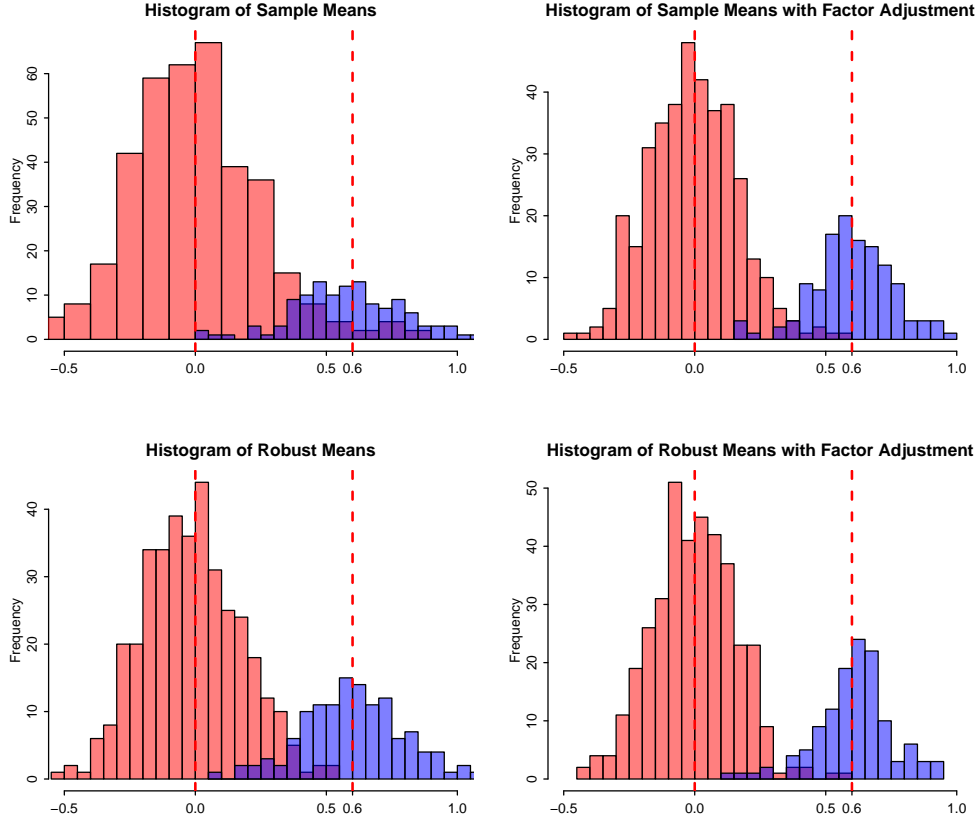 Histogram of Sample Means
Frequency
0 10 20 30 40 50 60
−0.5 0.0 0.5 0.6 1.0
Histogram of Sample Means with Factor Adjustment
Frequency
0 10 20 30 40
−0.5 0.0 0.5 0.6 1.0
Histogram of Robust Means
Frequency
0 10 20 30 40
−0.5 0.0 0.5 0.6 1.0
Histogram of Robust Means with Factor Adjustment
Frequency
0 10 20 30 40 50
−0.5 0.0 0.5 0.6 1.0